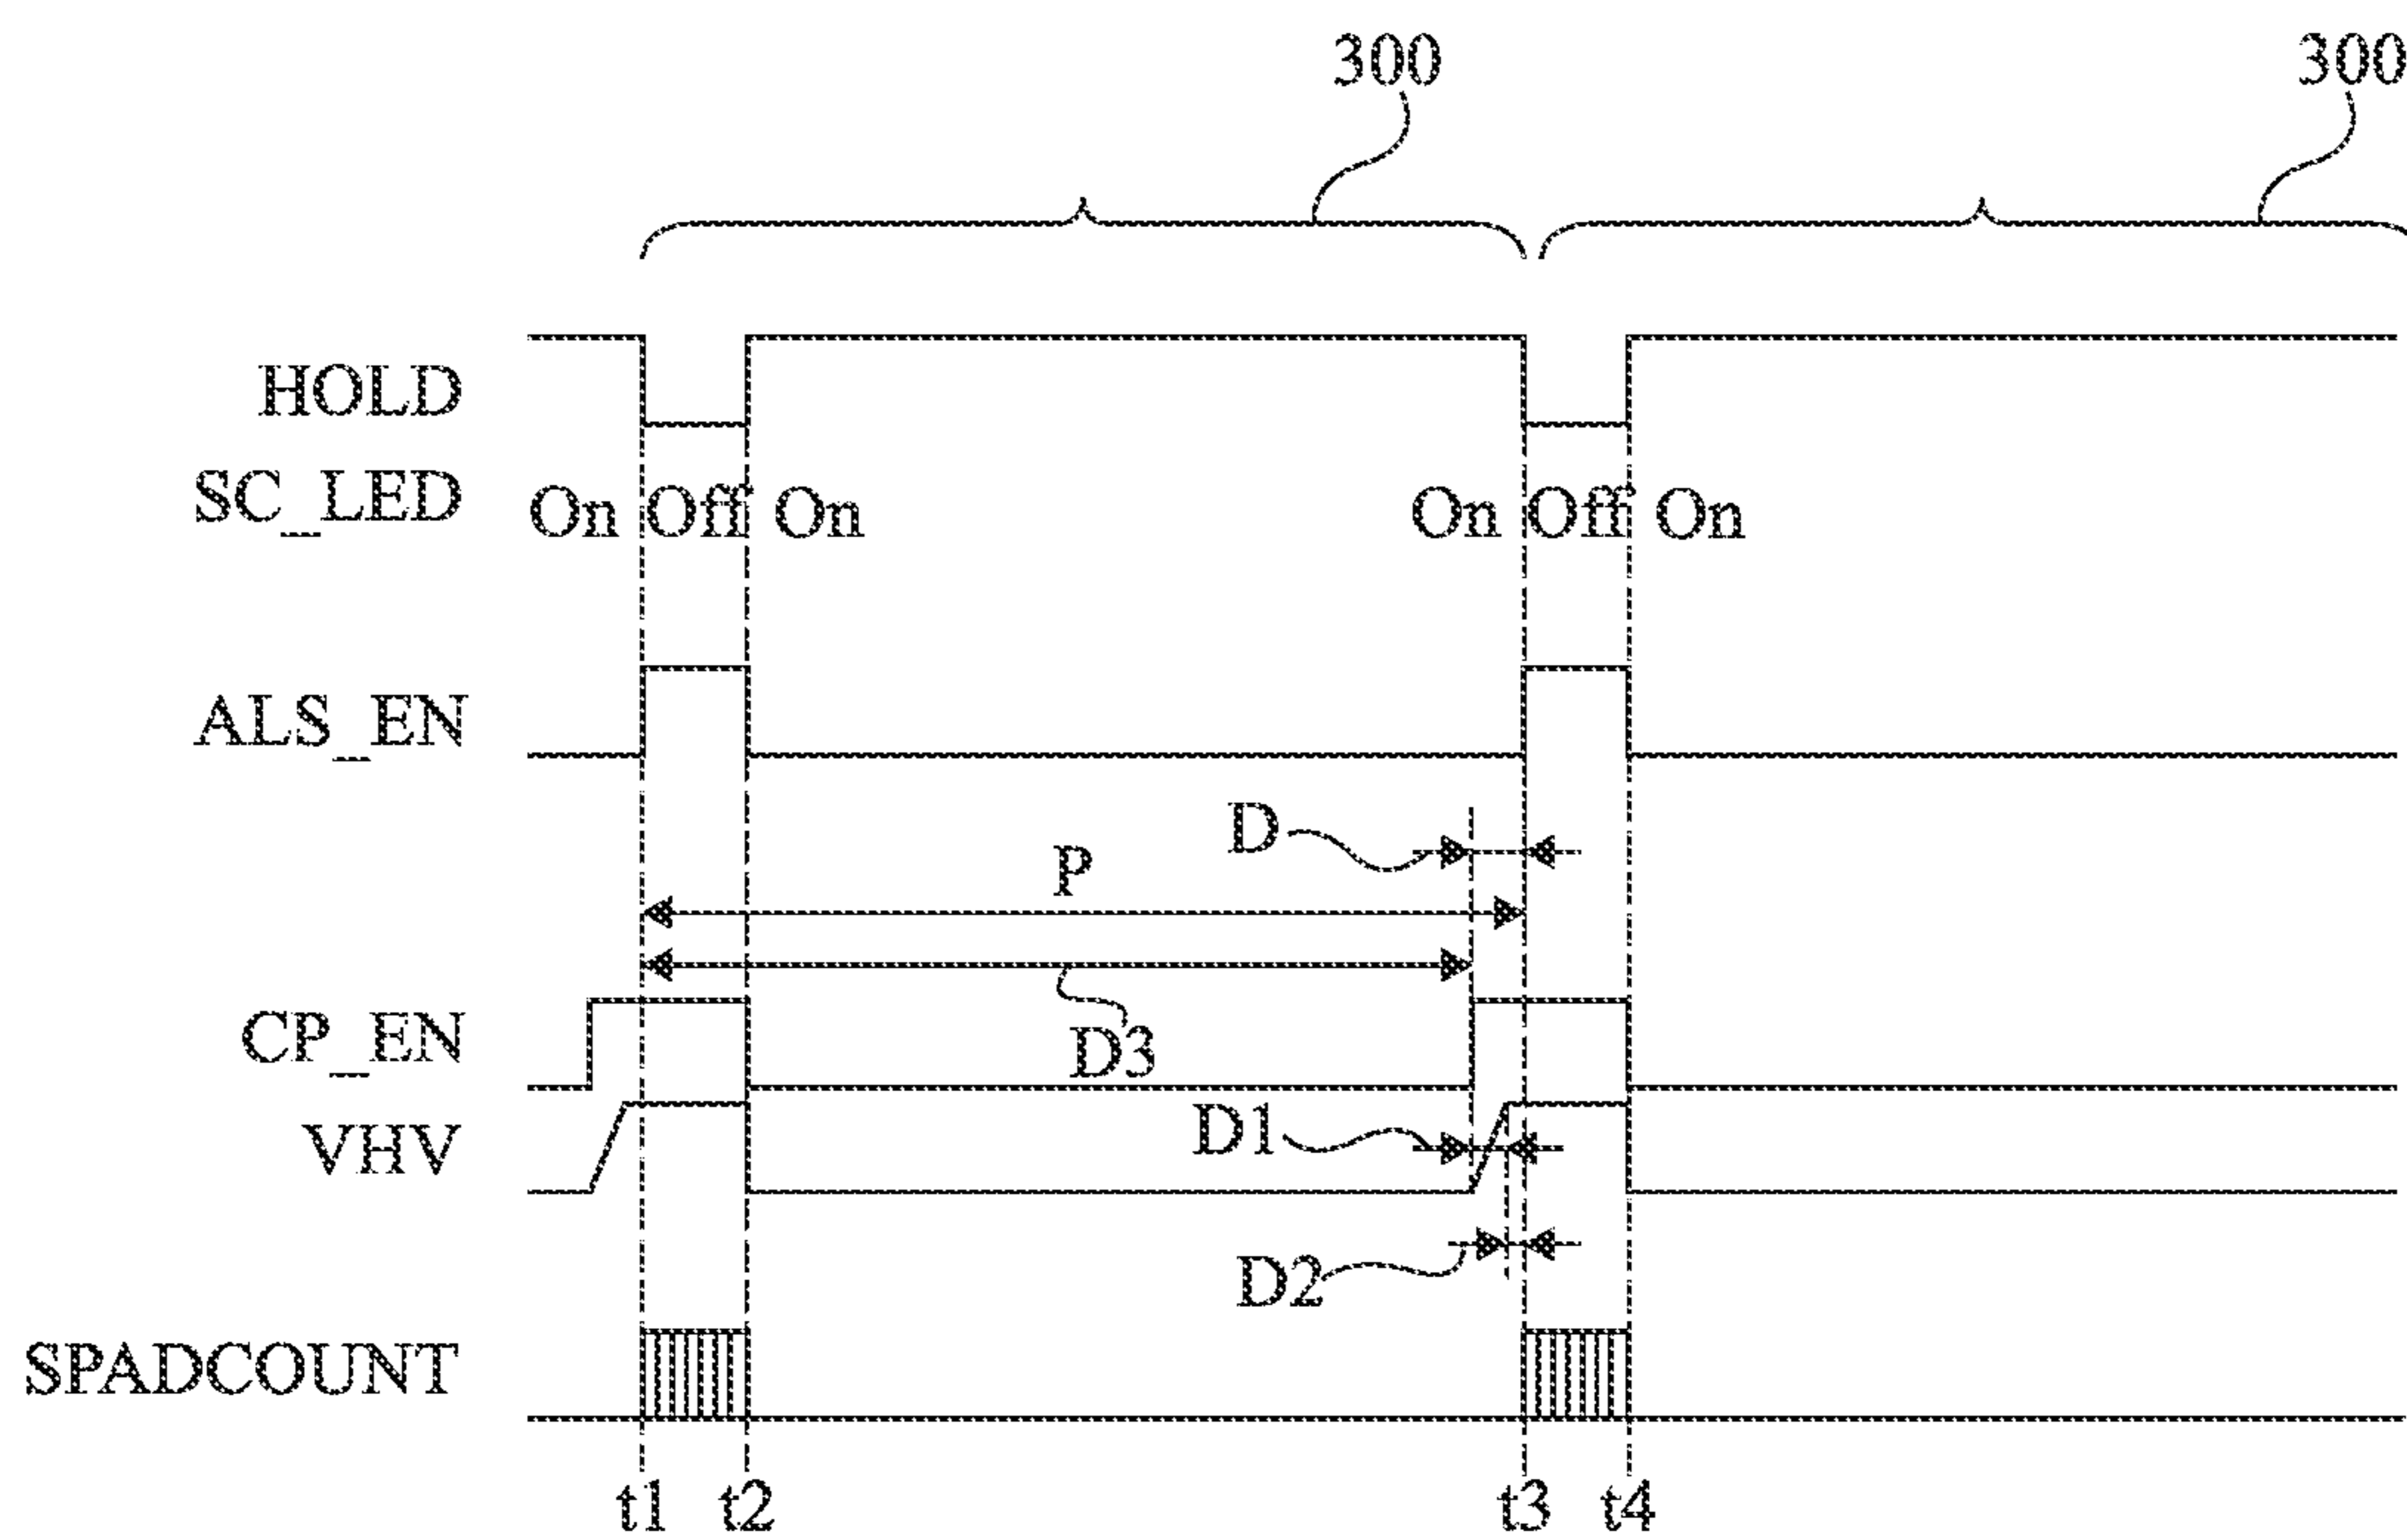 300 300
HOLD
SC_LED On Off On On Off On
ALS_EN
D
P
CP_EN
D3
D1
VHV
D2
SPADCOUNT
t1 t2 t3 t4